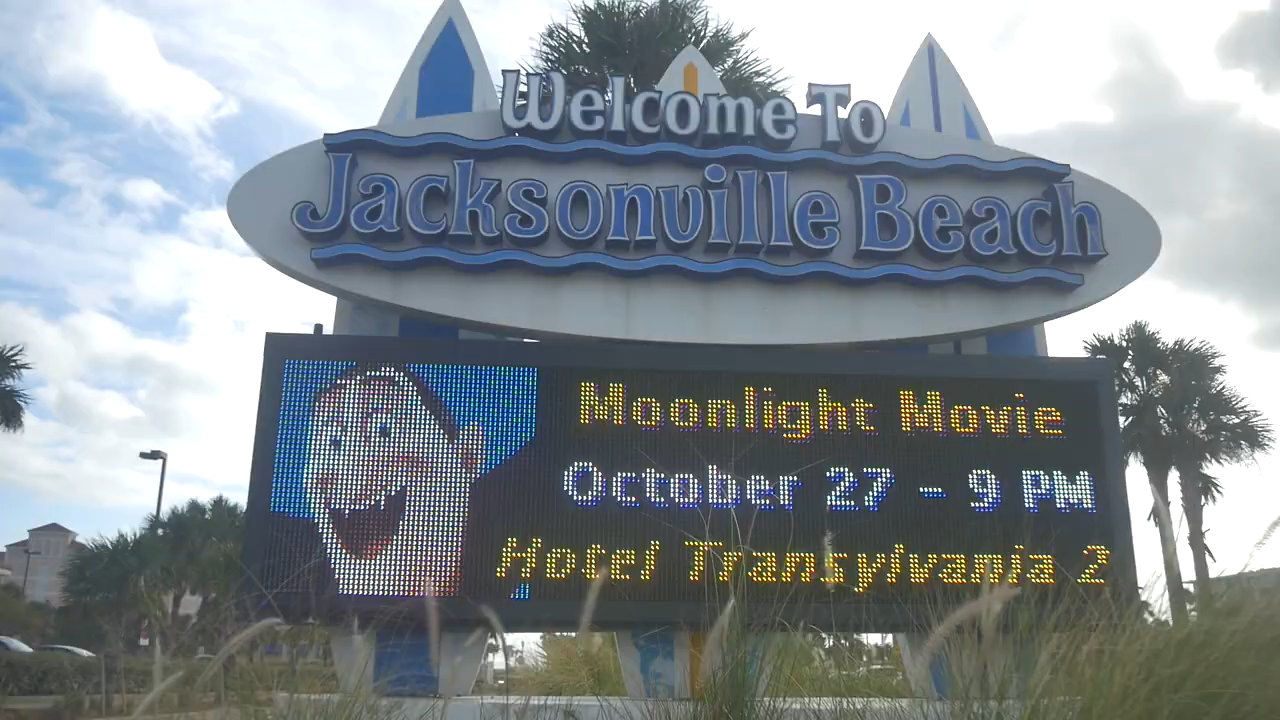 Welcome To
Jacksonville Beach
Moonlight Movie
October 27 - 9 PM
Hotel Transylvania 2